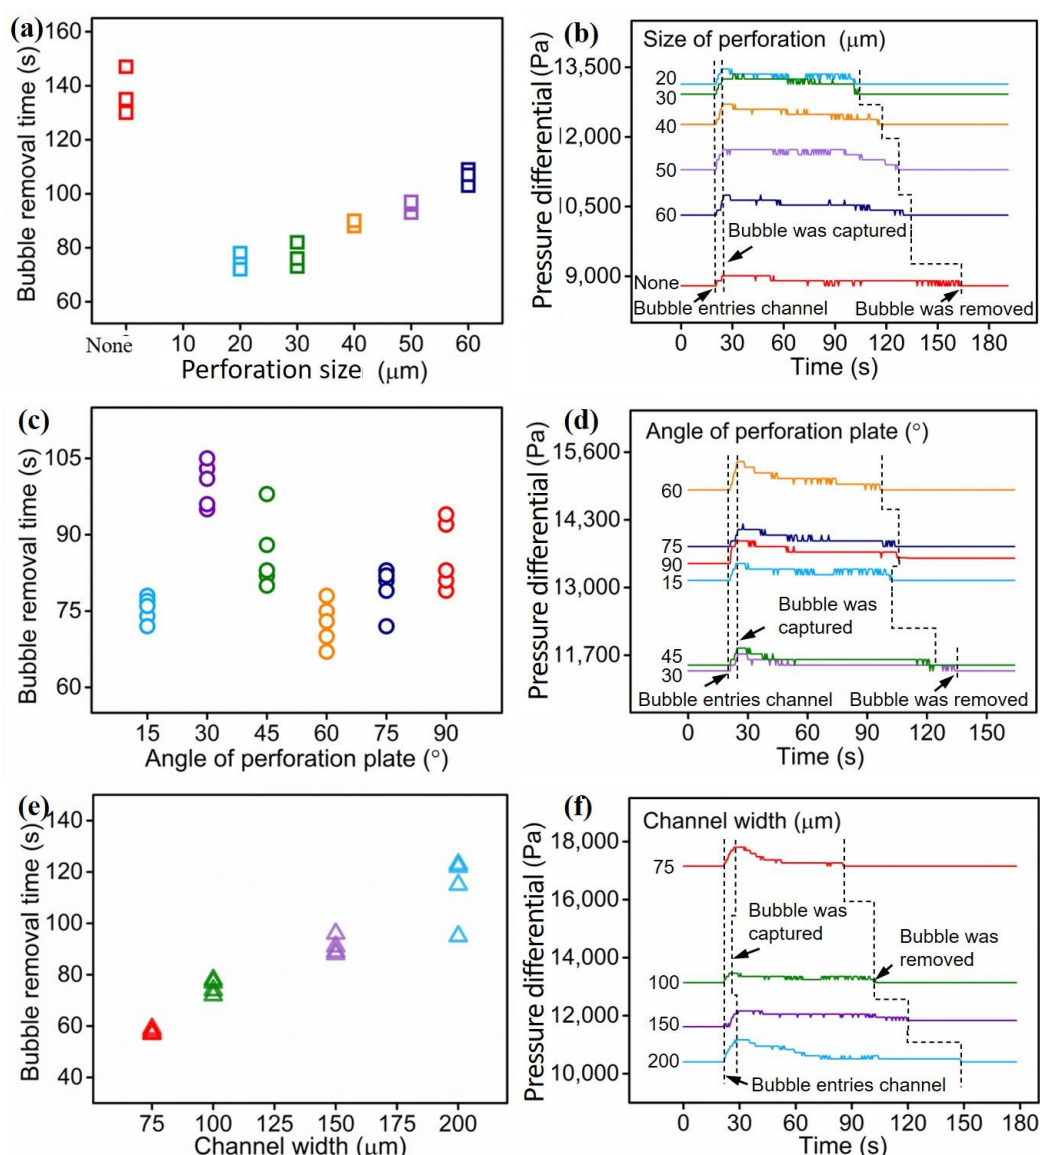 (a)
Bubble removal time (s)
160
140
120
100
80
60
None
10
20
30
40
50
60
Perforation size (μm)
(b)
Pressure differential (Pa)
Size of perforation (μm)
13,500
12,000
10,500
9,000
20
30
40
50
60
None
Bubble was captured
Bubble entries channel
Bubble was removed
0
30
60
90
120
150
180
Time (s)
(c)
Bubble removal time (s)
105
90
75
60
15
30
45
60
75
90
Angle of perforation plate (°)
(d)
Pressure differential (Pa)
Angle of perforation plate (°)
15,600
14,300
13,000
11,700
60
75
90
15
45
30
Bubble was
captured
Bubble entries channel
Bubble was removed
0
30
60
90
120
150
Time (s)
(e)
Bubble removal time (s)
140
120
100
80
60
40
75
100
150
200
Channel width (μm)
(f)
Pressure differential (Pa)
Channel width (μm)
18,000
16,000
14,000
12,000
10,000
75
100
150
200
Bubble was
captured
Bubble was
removed
Bubble entries channel
0
30
60
90
120
150
180
Time (s)